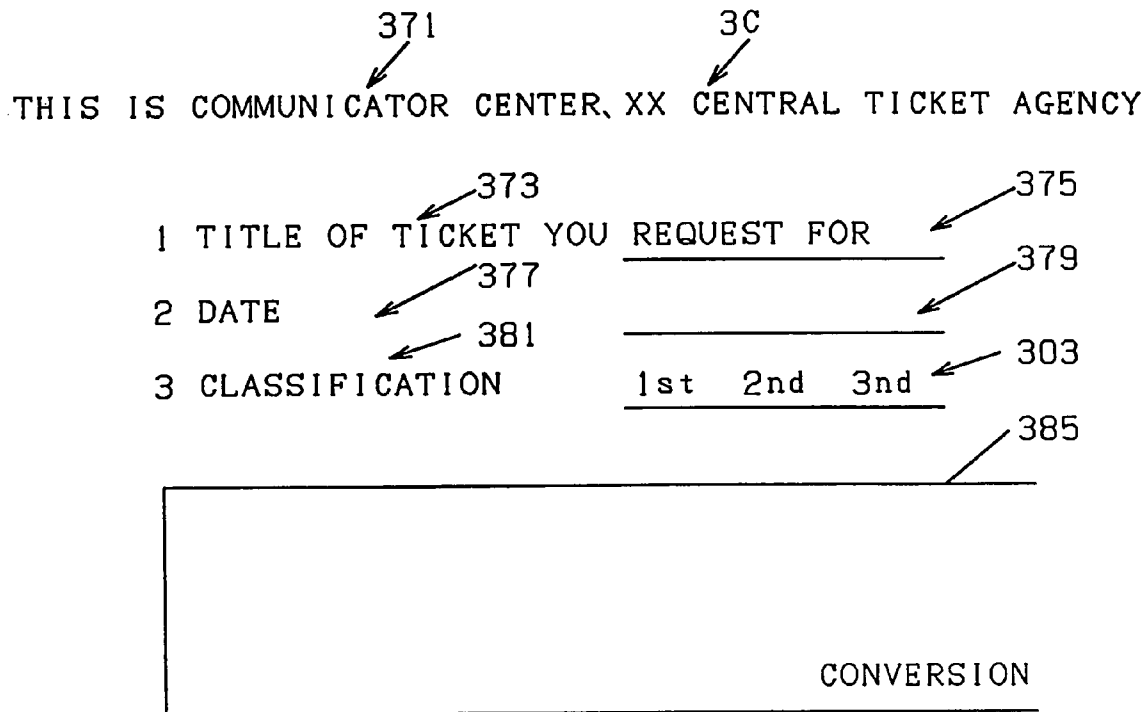 371 3C
THIS IS COMMUNICATOR CENTER、XX CENTRAL TICKET AGENCY
373 375
1 TITLE OF TICKET YOU REQUEST FOR
377 379
2 DATE
381 303
3 CLASSIFICATION 1st 2nd 3nd
385
CONVERSION